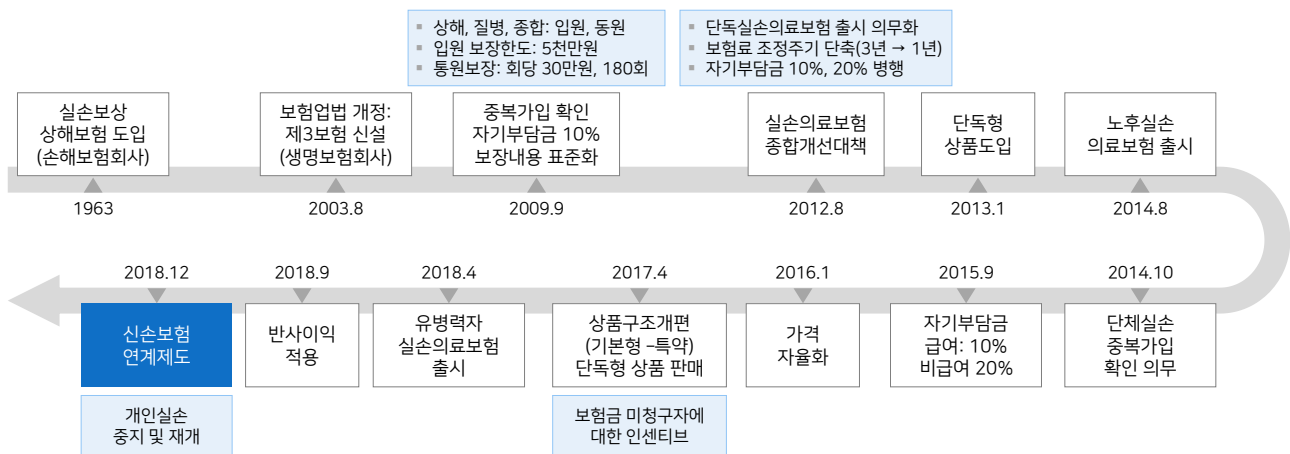 ▪ 상해, 질병, 종합: 입원, 동원
▪ 입원 보장한도: 5천만원
▪ 통원보장: 회당 30만원, 180회
▪ 단독실손의료보험 출시 의무화
▪ 보험료 조정주기 단축(3년 → 1년)
▪ 자기부담금 10%, 20% 병행
실손보상
상해보험 도입
(손해보험회사)
보험업법 개정:
제3보험 신설
(생명보험회사)
중복가입 확인
자기부담금 10%
보장내용 표준화
실손의료보험
종합개선대책
단독형
상품도입
노후실손
의료보험 출시
1963
2003.8
2009.9
2012.8
2013.1
2014.8
2018.12
2018.9
2018.4
2017.4
2016.1
2015.9
2014.10
신손보험
연계제도
반사이익
적용
유병력자
실손의료보험
출시
상품구조개편
(기본형 –특약)
단독형 상품 판매
가격
자율화
자기부담금
급여: 10%
비급여 20%
단체실손
중복가입
확인 의무
개인실손
중지 및 재개
보험금 미청구자에
대한 인센티브